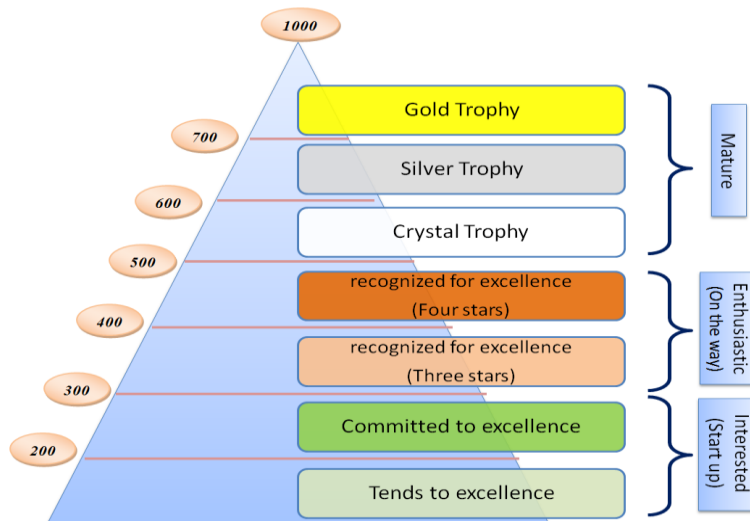 1000
Gold Trophy
700
Silver Trophy
Mature
600
Crystal Trophy
500
recognized for excellence
(Four stars)
Enthusiastic
(On the way)
400
recognized for excellence
(Three stars)
300
Committed to excellence
Interested
(Start up)
200
Tends to excellence